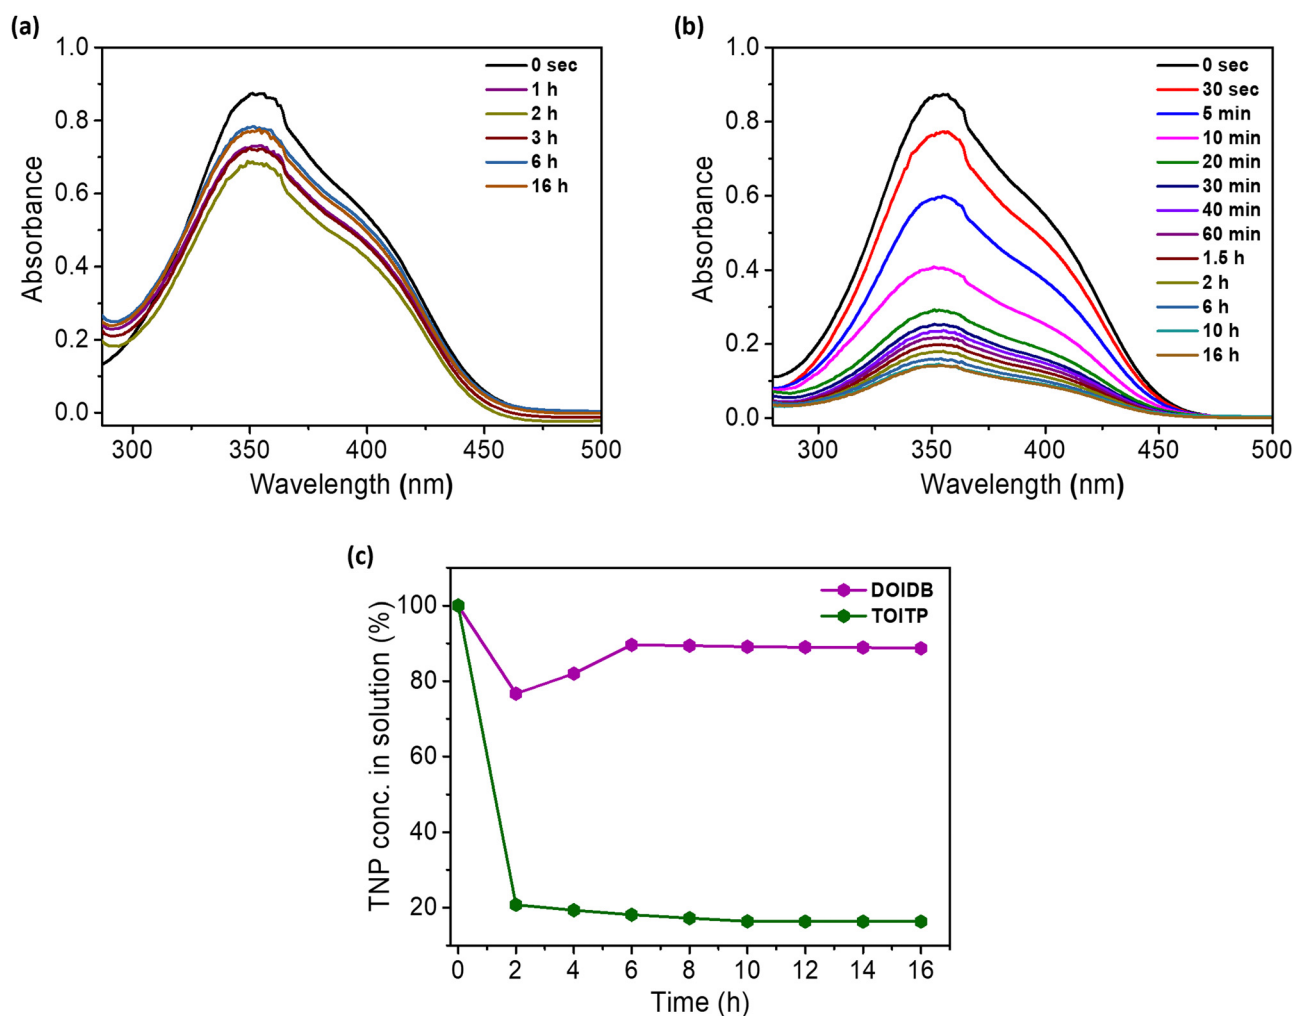 (a)
1.0
0.8
0.6
0.4
0.2
0.0
Absorbance
300
350
400
450
500
Wavelength (nm)
0 sec
1 h
2 h
3 h
6 h
16 h
(b)
1.0
0.8
0.6
0.4
0.2
0.0
Absorbance
300
350
400
450
500
Wavelength (nm)
0 sec
30 sec
5 min
10 min
20 min
30 min
40 min
60 min
1.5 h
2 h
6 h
10 h
16 h
(c)
100
80
60
40
20
TNP conc. in solution (%)
0
2
4
6
8
10
12
14
16
Time (h)
DOIDB
TOITP